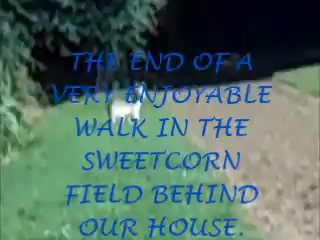 THE END OF A
VERY ENJOYABLE
WALK IN THE
SWEETCORN
FIELD BEHIND
OUR HOUSE.